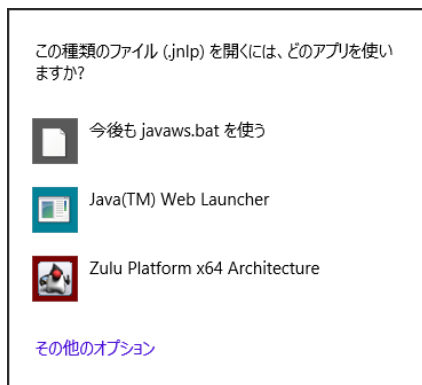 この種類のファイル (.jnlp) を開くには、どのアプリを使い
ますか?
今後も javaws.bat を使う
Java(TM) Web Launcher
Zulu Platform x64 Architecture
その他のオプション